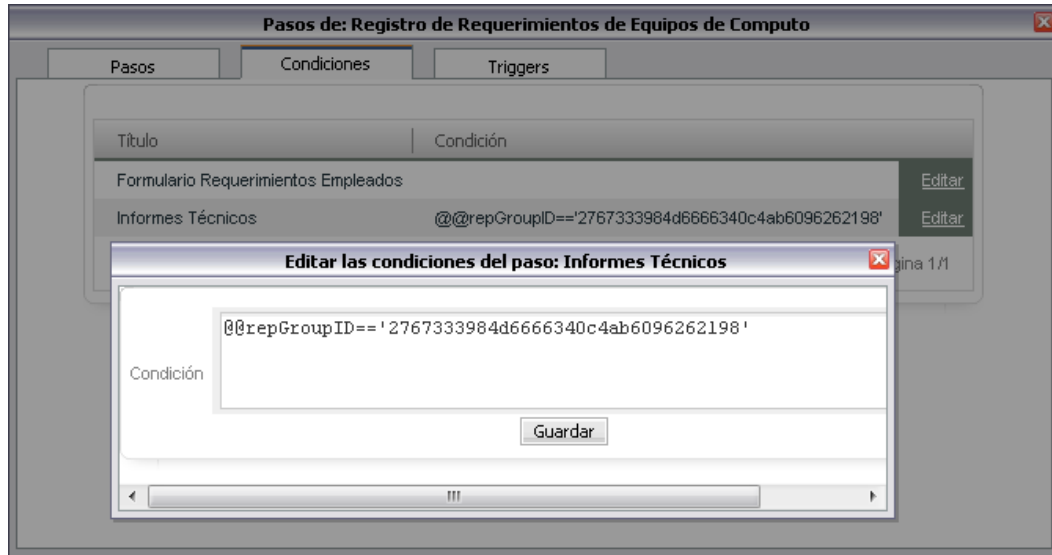 Pasos de: Registro de Requerimientos de Equipos de Computo
Pasos Condiciones Triggers
Título Condición
Formulario Requerimientos Empleados Editar
Informes Técnicos @@repGroupID=='2767333984d6666340c4ab6096262198' Editar
Editar las condiciones del paso: Informes Técnicos
gina 1/1
@@repGroupID=='2767333984d6666340c4ab6096262198'
Condición
Guardar